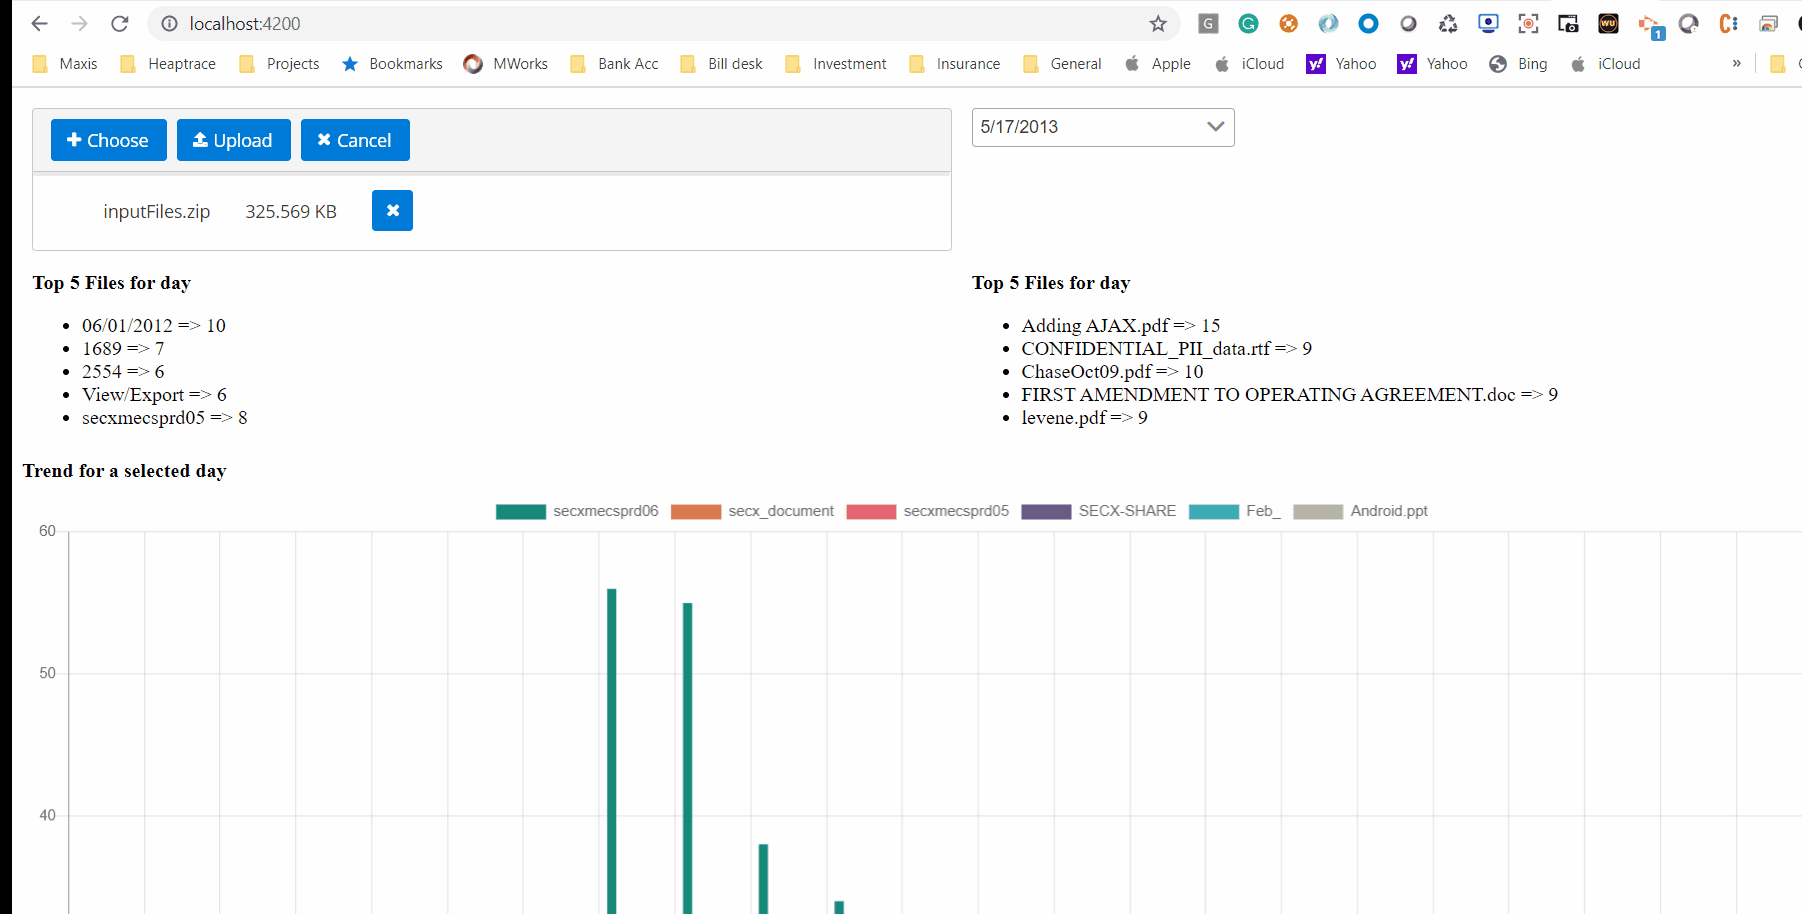 localhost:4200
G
WU
1
Maxis Heaptrace Projects Bookmarks MWorks Bank Acc Bill desk Investment Insurance General Apple iCloud Yahoo Yahoo Bing iCloud »
Choose Upload Cancel
5/17/2013
inputFiles.zip 325.569 KB
Top 5 Files for day
• 06/01/2012 => 10
• 1689 => 7
• 2554 => 6
• View/Export => 6
• secxmecsprd05 => 8
Top 5 Files for day
• Adding AJAX.pdf => 15
• CONFIDENTIAL_PII_data.rtf => 9
• ChaseOct09.pdf => 10
• FIRST AMENDMENT TO OPERATING AGREEMENT.doc => 9
• levene.pdf => 9
Trend for a selected day
secxmecsprd06 secx_document secxmecsprd05 SECX-SHARE Feb_ Android.ppt
60
50
40